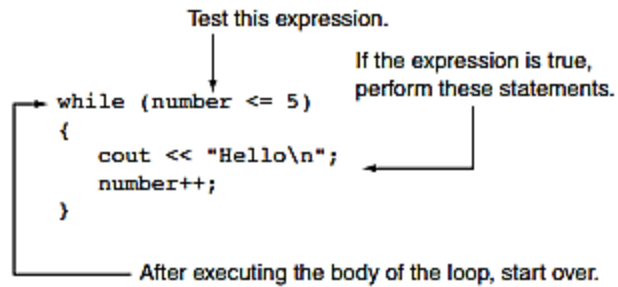 Test this expression.
If the expression is true,
perform these statements.
while (number <= 5)
{
cout << "Hello\n";
number++;
}
After executing the body of the loop, start over.